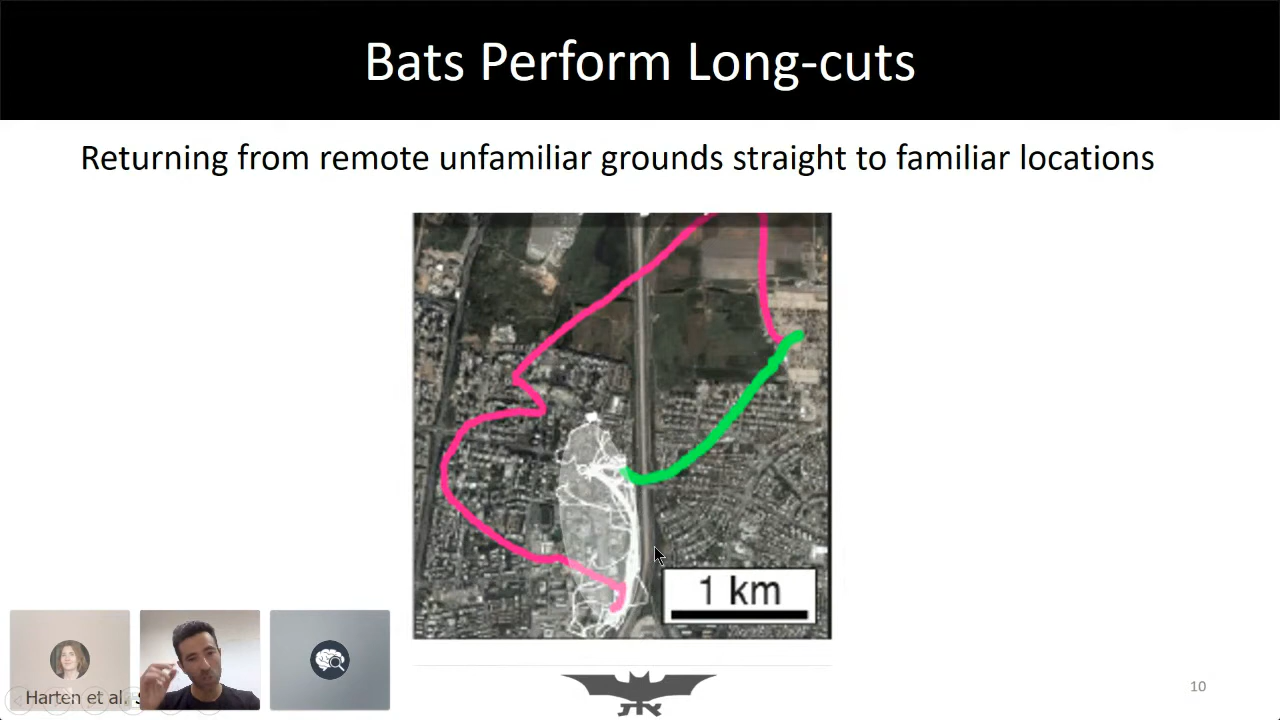 Bats Perform Long-cuts
Returning from remote unfamiliar grounds straight to familiar locations
1 km
Harten et al.
10